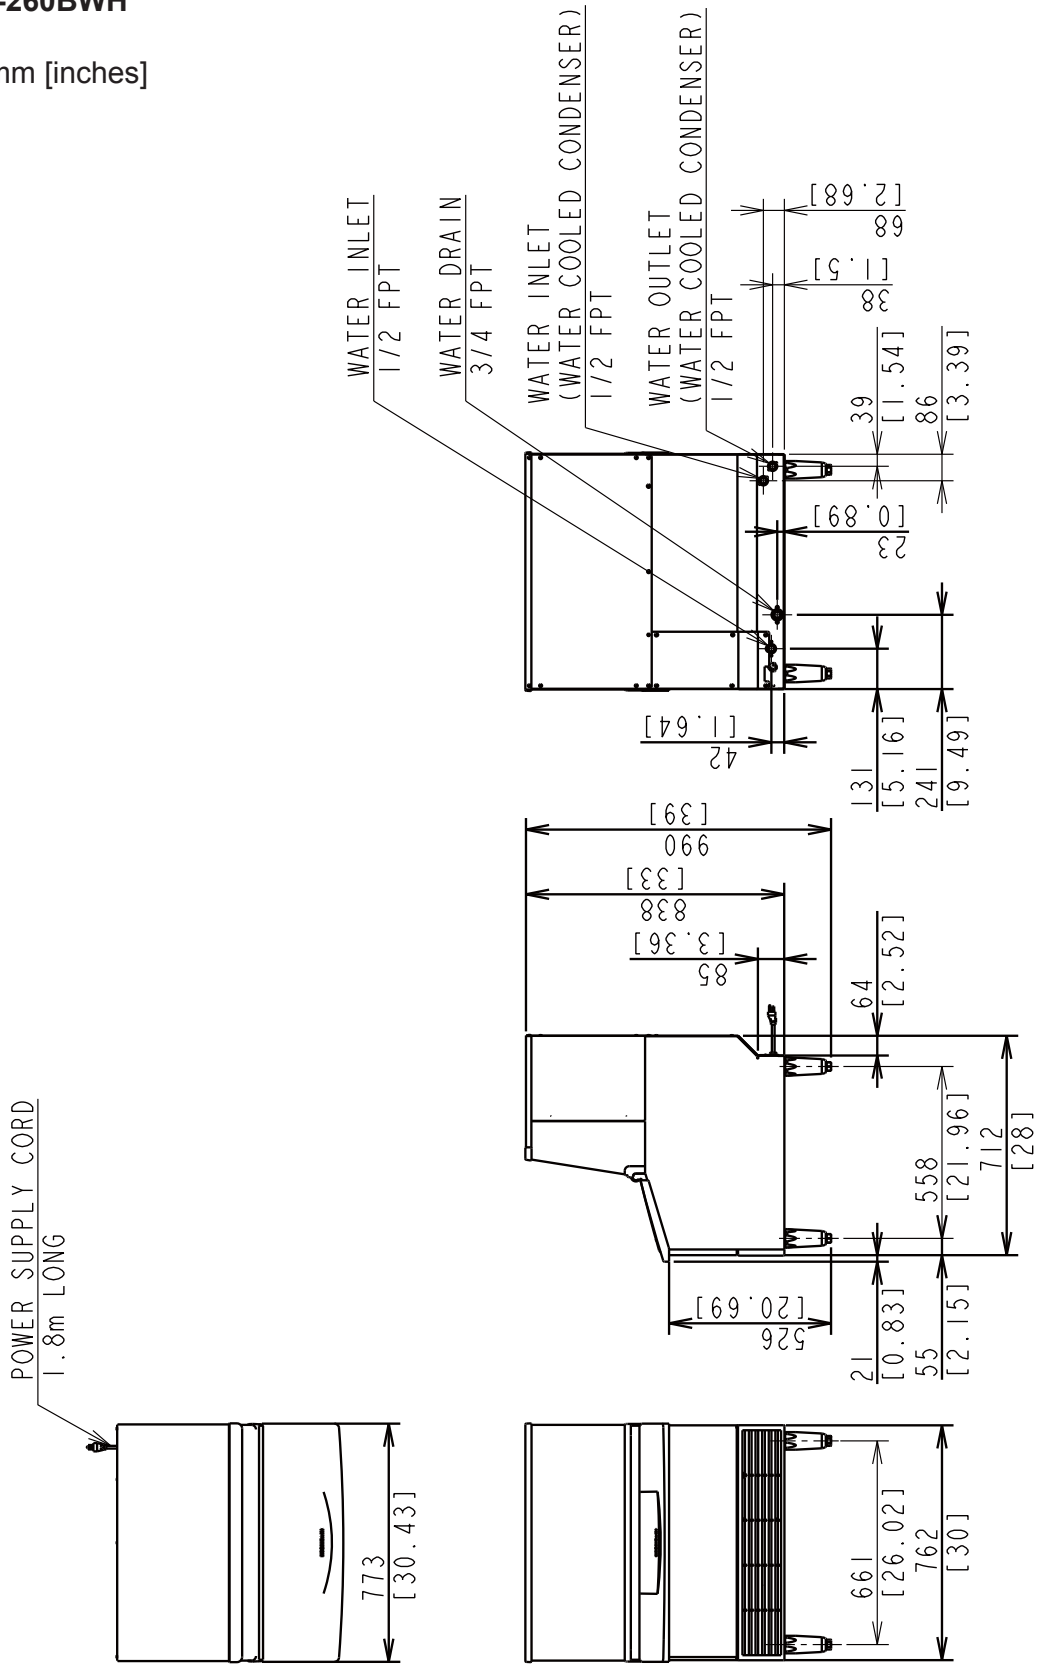 -260BWH
mm [inches]
WATER INLET
1/2 FPT
WATER DRAIN
3/4 FPT
WATER INLET
(WATER COOLED CONDENSER)
1/2 FPT
WATER OUTLET
(WATER COOLED CONDENSER)
1/2 FPT
68
[2.68]
38
[1.5]
39
[1.54]
86
[3.39]
23
[0.89]
42
[1.64]
131
[5.16]
241
[9.49]
990
[39]
838
[33]
85
[3.36]
64
[2.52]
558
[21.96]
712
[28]
526
[20.69]
21
[0.83]
55
[2.15]
POWER SUPPLY CORD
1.8m LONG
773
[30.43]
661
[26.02]
762
[30]